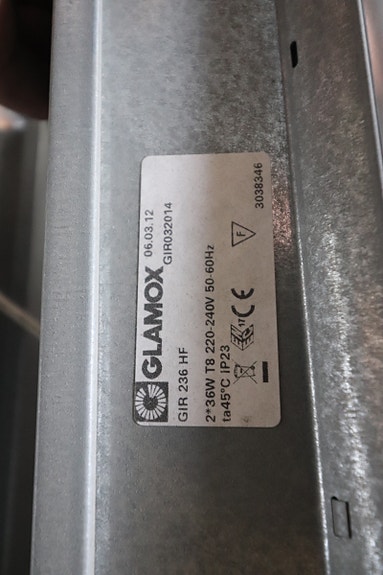 GLAMOX 06.03.12
GIR032014
GIR 236 HF
2*36W T8 220-240V 50-60Hz
ta45°C IP23
17 CE
F
3038346